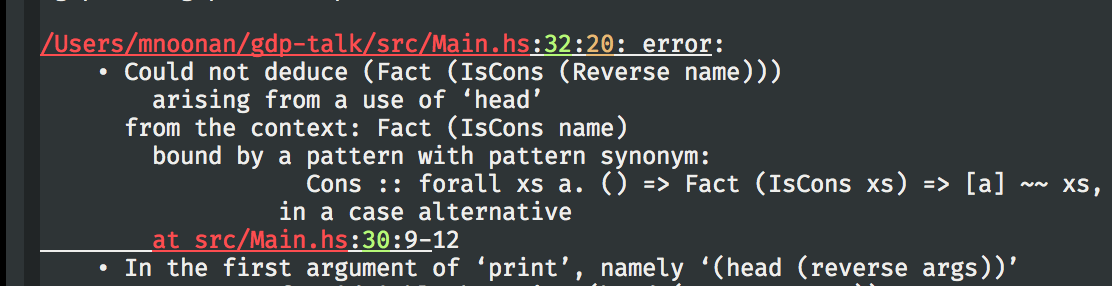 /Users/mnoonan/gdp-talk/src/Main.hs:32:20: error:
• Could not deduce (Fact (IsCons (Reverse name)))
arising from a use of ‘head’
from the context: Fact (IsCons name)
bound by a pattern with pattern synonym:
Cons :: forall xs a. () => Fact (IsCons xs) => [a] ~~ xs,
in a case alternative
at src/Main.hs:30:9-12
• In the first argument of ‘print’, namely ‘(head (reverse args))’